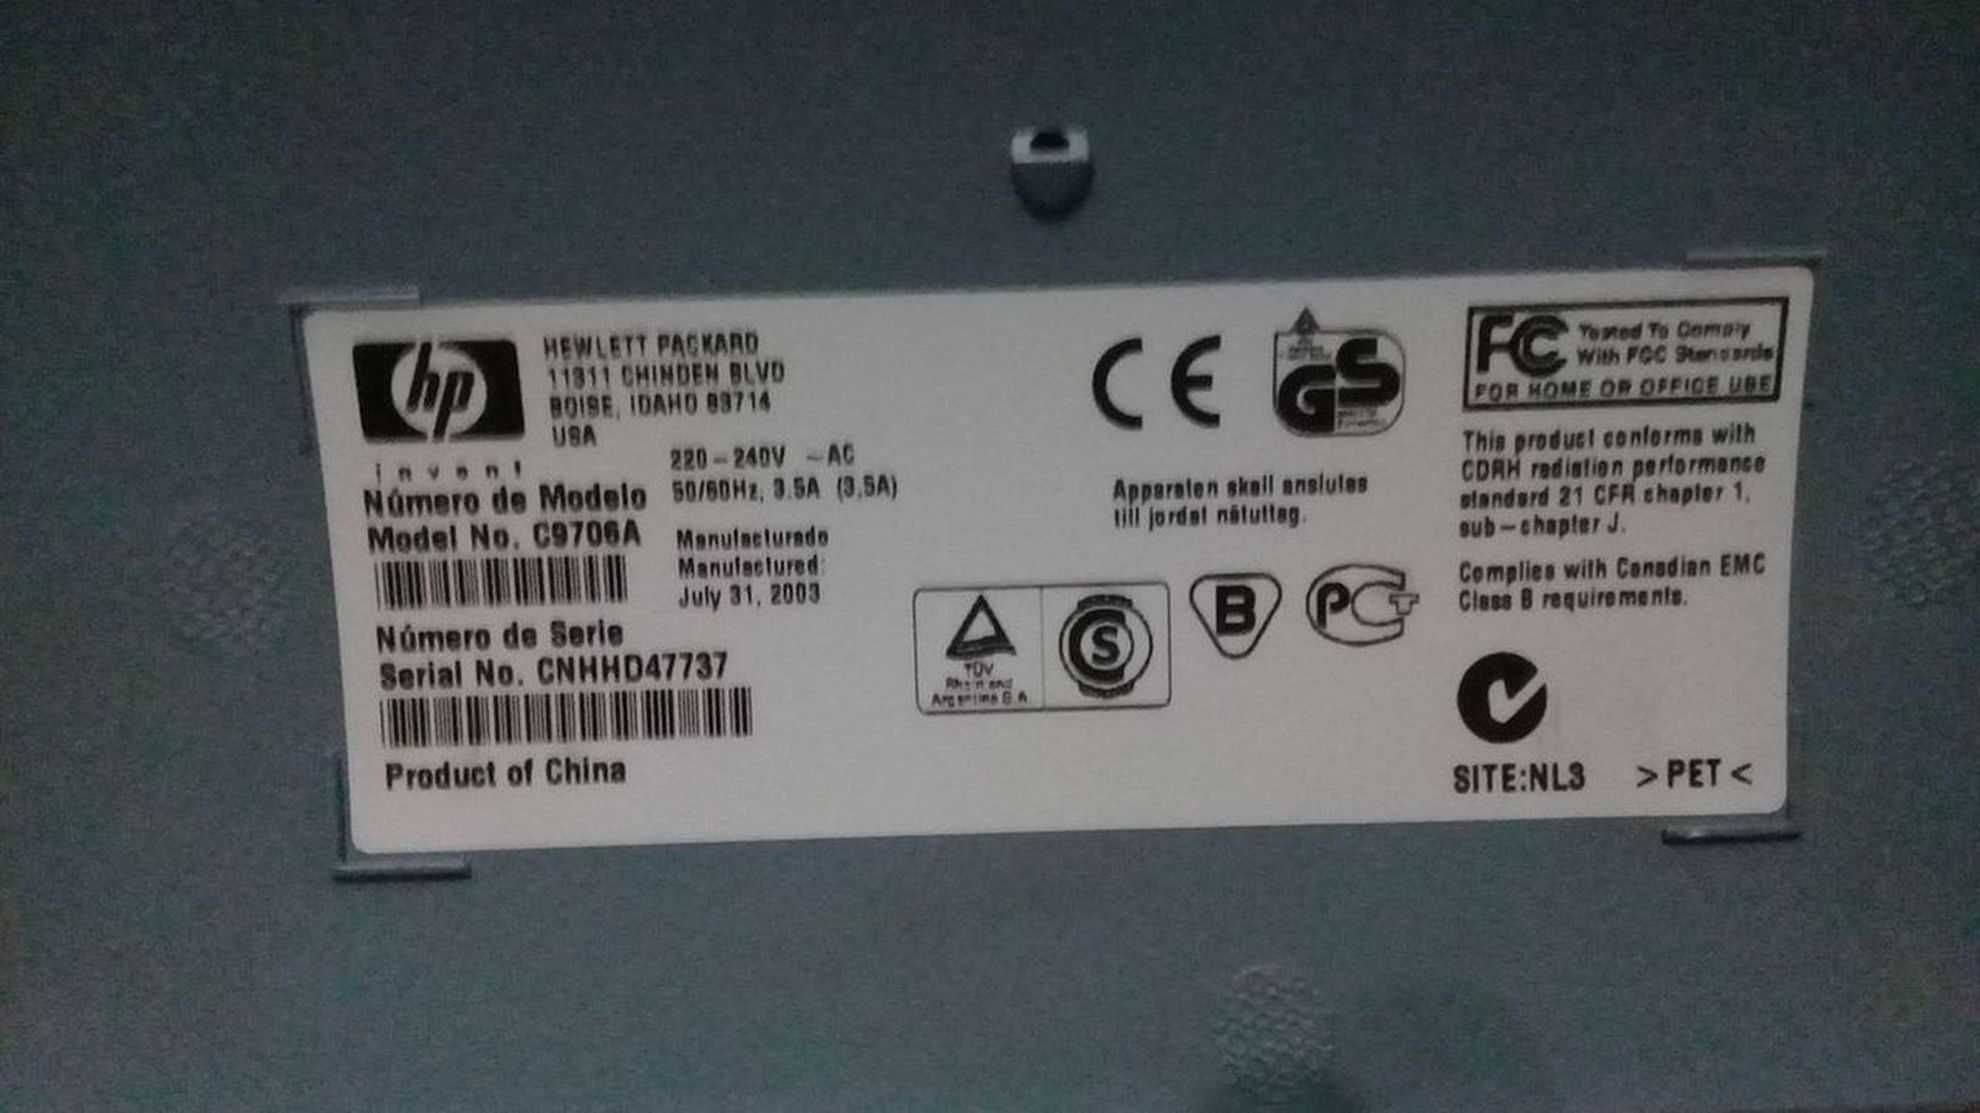 hp
invent
HEWLETT PACKARD
11311 CHINDEN BLVD
BOISE, IDAHO 83714
USA
220-240V ~AC
50/60Hz, 3.5A (3,5A)
Número de Modelo
Model No. C9706A
Manufacturado
Manufactured:
July 31, 2003
Número de Serie
Serial No. CNHHD47737
Product of China
CE
GS
Apparaten skall anslutas
till jordat nätuttag.
TÜV
Rheinland
Argentina S.A
S
B
PCT
FC Tested To Comply
With FCC Standards
FOR HOME OR OFFICE USE
This product conforms with
CDRH radiation performance
standard 21 CFR chapter 1,
sub-chapter J.
Complies with Canadian EMC
Class B requirements.
SITE:NL3 >PET<